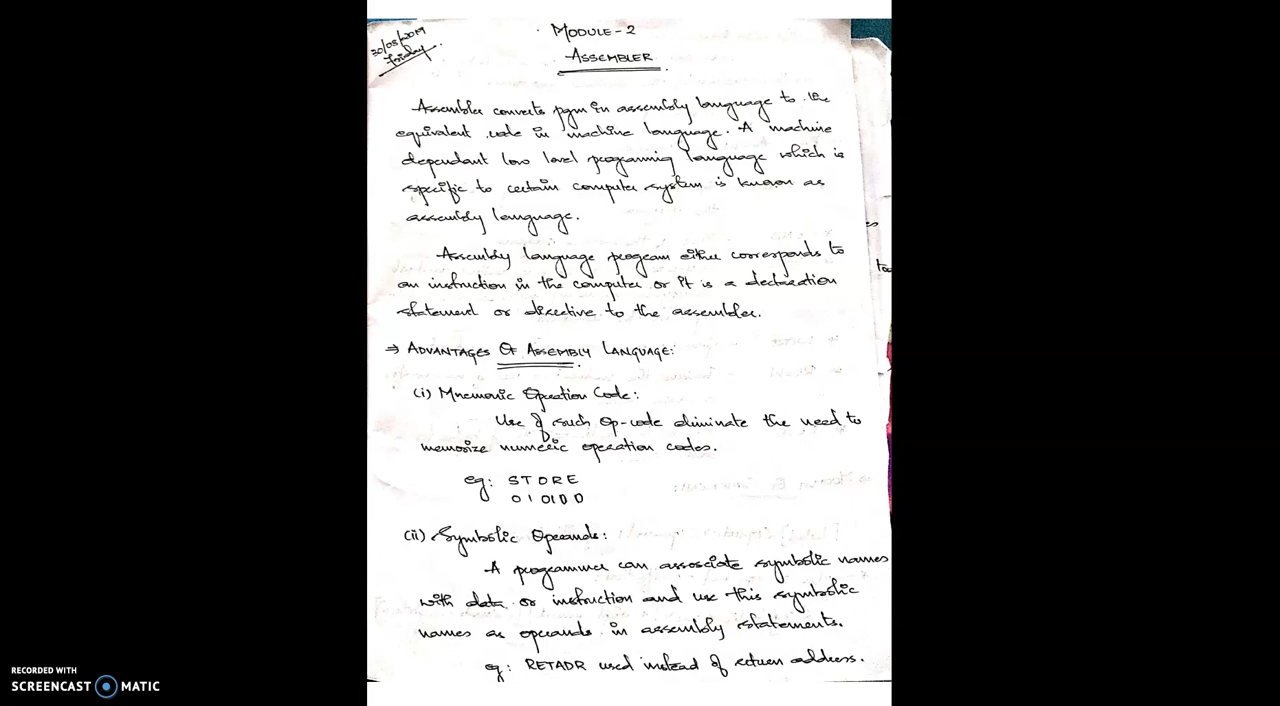 30/08/2019
Friday
MODULE-2
ASSEMBLER
Assembler converts pgm in assembly language to the
equivalent code in machine language. A machine
dependant low level programing language which is
specific to certain computer system is known as
assembly language.
Assembly language program either corresponds to
an instruction in the computer or it is a declaration
statement or directive to the assembler.
⇒ ADVANTAGES OF ASSEMBLY LANGUAGE:
(i) Mnemonic Operation Code:
Use of such op-code eliminate the need to
memorize numeric operation codes.
eg: STORE
(ii) Symbolic Operands:
A programmer can associate symbolic names
with data or instruction and use this symbolic
names as operands in assembly statements.
eg: RETADR used instead of return address.
RECORDED WITH
SCREENCAST MATIC